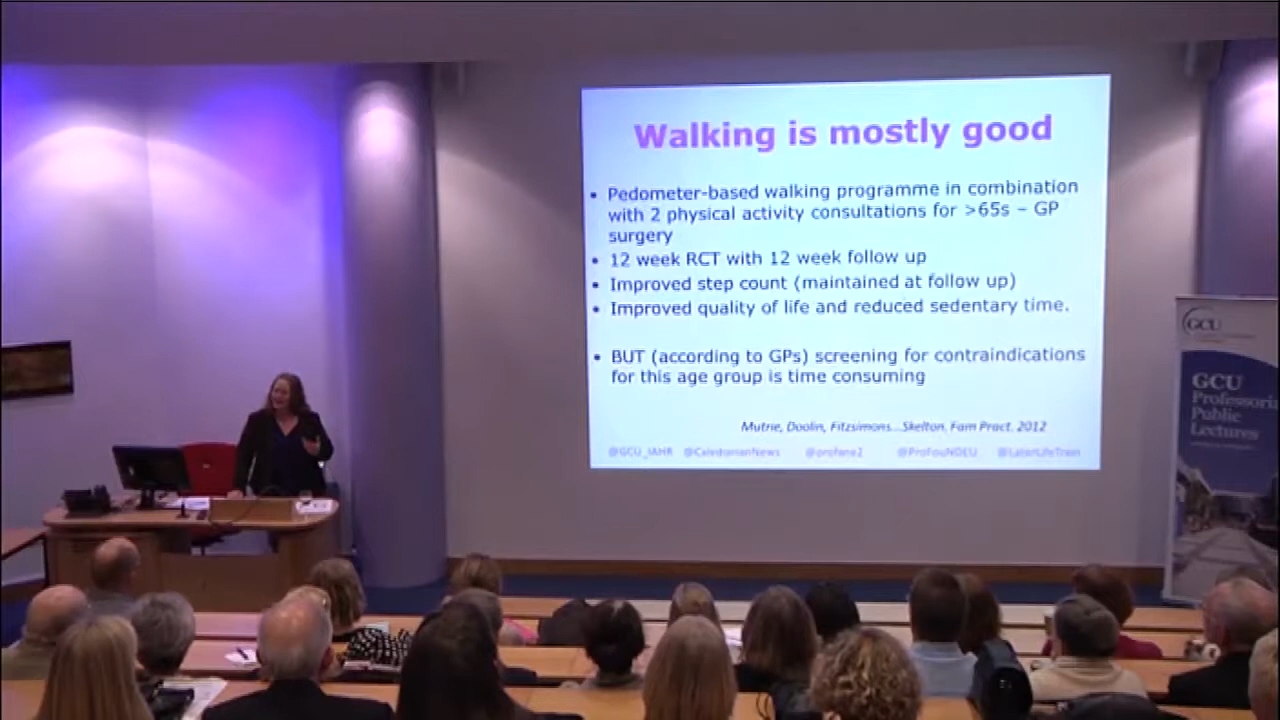 Walking is mostly good
• Pedometer-based walking programme in combination
with 2 physical activity consultations for >65s – GP
surgery
• 12 week RCT with 12 week follow up
• Improved step count (maintained at follow up)
• Improved quality of life and reduced sedentary time.
• BUT (according to GPs) screening for contraindications
for this age group is time consuming
Mutrie, Doolin, Fitzsimons...Skelton. Fam Pract. 2012
@GCU_IAHR @CaledonianNews @profane2 @ProFouNDEU @LaterLifeTrain
GCU
GCU
Professorial
Public
Lectures